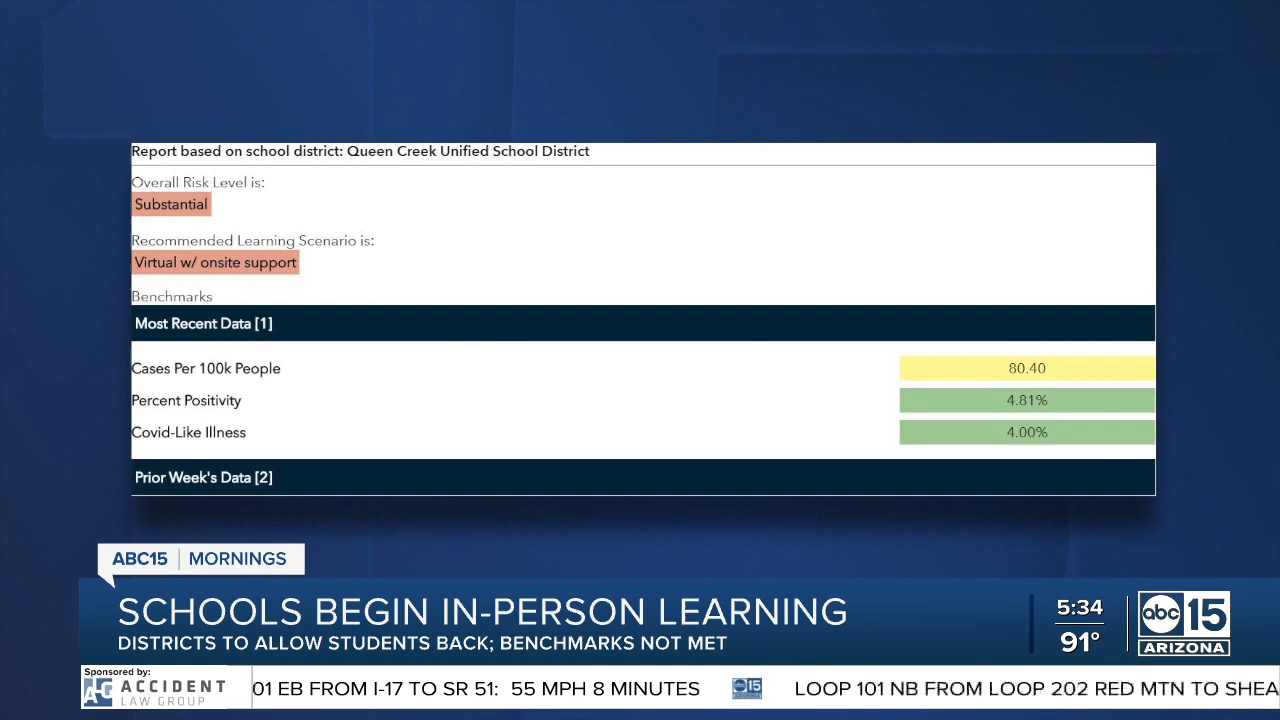 Report based on school district: Queen Creek Unified School District
Overall Risk Level is:
Substantial
Recommended Learning Scenario is:
Virtual w/ onsite support
Benchmarks
Most Recent Data [1]
Cases Per 100k People 80.40
Percent Positivity 4.81%
Covid-Like Illness 4.00%
Prior Week's Data [2]
ABC15 MORNINGS
SCHOOLS BEGIN IN-PERSON LEARNING
DISTRICTS TO ALLOW STUDENTS BACK; BENCHMARKS NOT MET
5:34
91°
abc 15
ARIZONA
Sponsored by:
AG ACCIDENT
LAW GROUP
01 EB FROM I-17 TO SR 51: 55 MPH 8 MINUTES abc 15 LOOP 101 NB FROM LOOP 202 RED MTN TO SHEA